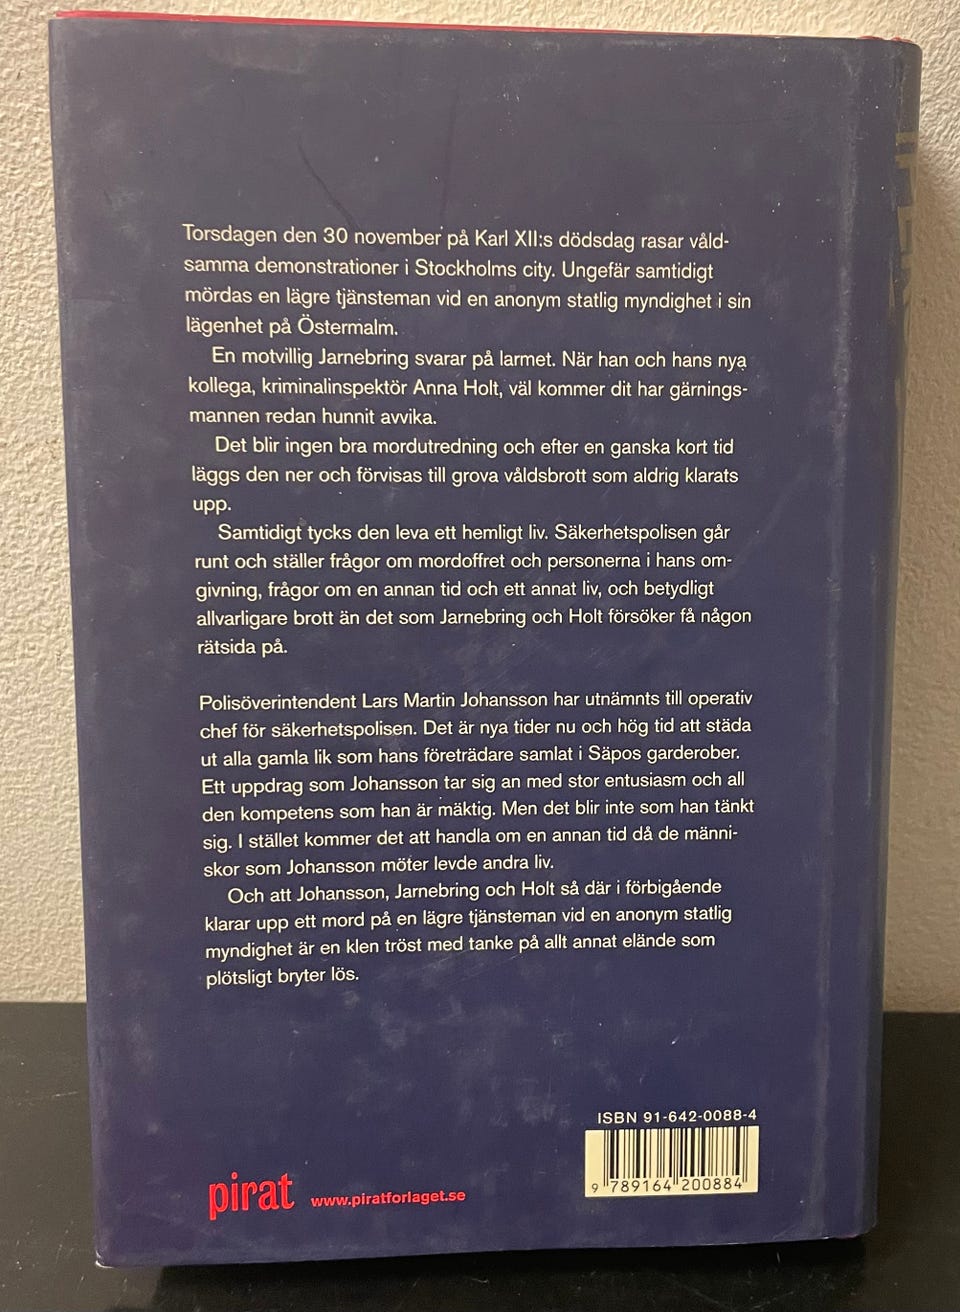 Torsdagen den 30 november på Karl XII:s dödsdag rasar våld-
samma demonstrationer i Stockholms city. Ungefär samtidigt
mördas en lägre tjänsteman vid en anonym statlig myndighet i sin
lägenhet på Östermalm.
En motvillig Jarnebring svarar på larmet. När han och hans nya
kollega, kriminalinspektör Anna Holt, väl kommer dit har gärnings-
mannen redan hunnit avvika.
Det blir ingen bra mordutredning och efter en ganska kort tid
läggs den ner och förvisas till grova våldsbrott som aldrig klarats
upp.
Samtidigt tycks den leva ett hemligt liv. Säkerhetspolisen går
runt och ställer frågor om mordoffret och personerna i hans om-
givning, frågor om en annan tid och ett annat liv, och betydligt
allvarligare brott än det som Jarnebring och Holt försöker få någon
rätsida på.
Polisöverintendent Lars Martin Johansson har utnämnts till operativ
chef för säkerhetspolisen. Det är nya tider nu och hög tid att städa
ut alla gamla lik som hans företrädare samlat i Säpos garderober.
Ett uppdrag som Johansson tar sig an med stor entusiasm och all
den kompetens som han är mäktig. Men det blir inte som han tänkt
sig. I stället kommer det att handla om en annan tid då de männi-
skor som Johansson möter levde andra liv.
Och att Johansson, Jarnebring och Holt så där i förbigående
klarar upp ett mord på en lägre tjänsteman vid en anonym statlig
myndighet är en klen tröst med tanke på allt annat elände som
plötsligt bryter lös.
ISBN 91-642-0088-4
9 789164 200884
pirat www.piratforlaget.se